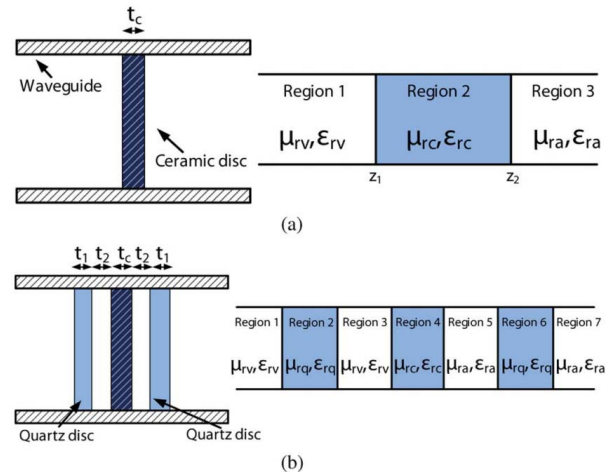 t_c
Waveguide
Ceramic disc
Region 1 Region 2 Region 3
μ_rv,ε_rv μ_rc,ε_rc μ_ra,ε_ra
z_1 z_2
(a)
t_1 t_2 t_c t_2 t_1
Region 1 Region 2 Region 3 Region 4 Region 5 Region 6 Region 7
μ_rv,ε_rv μ_rq,ε_rq μ_rv,ε_rv μ_rc,ε_rc μ_ra,ε_ra μ_rq,ε_rq μ_ra,ε_ra
Quartz disc
Quartz disc
(b)